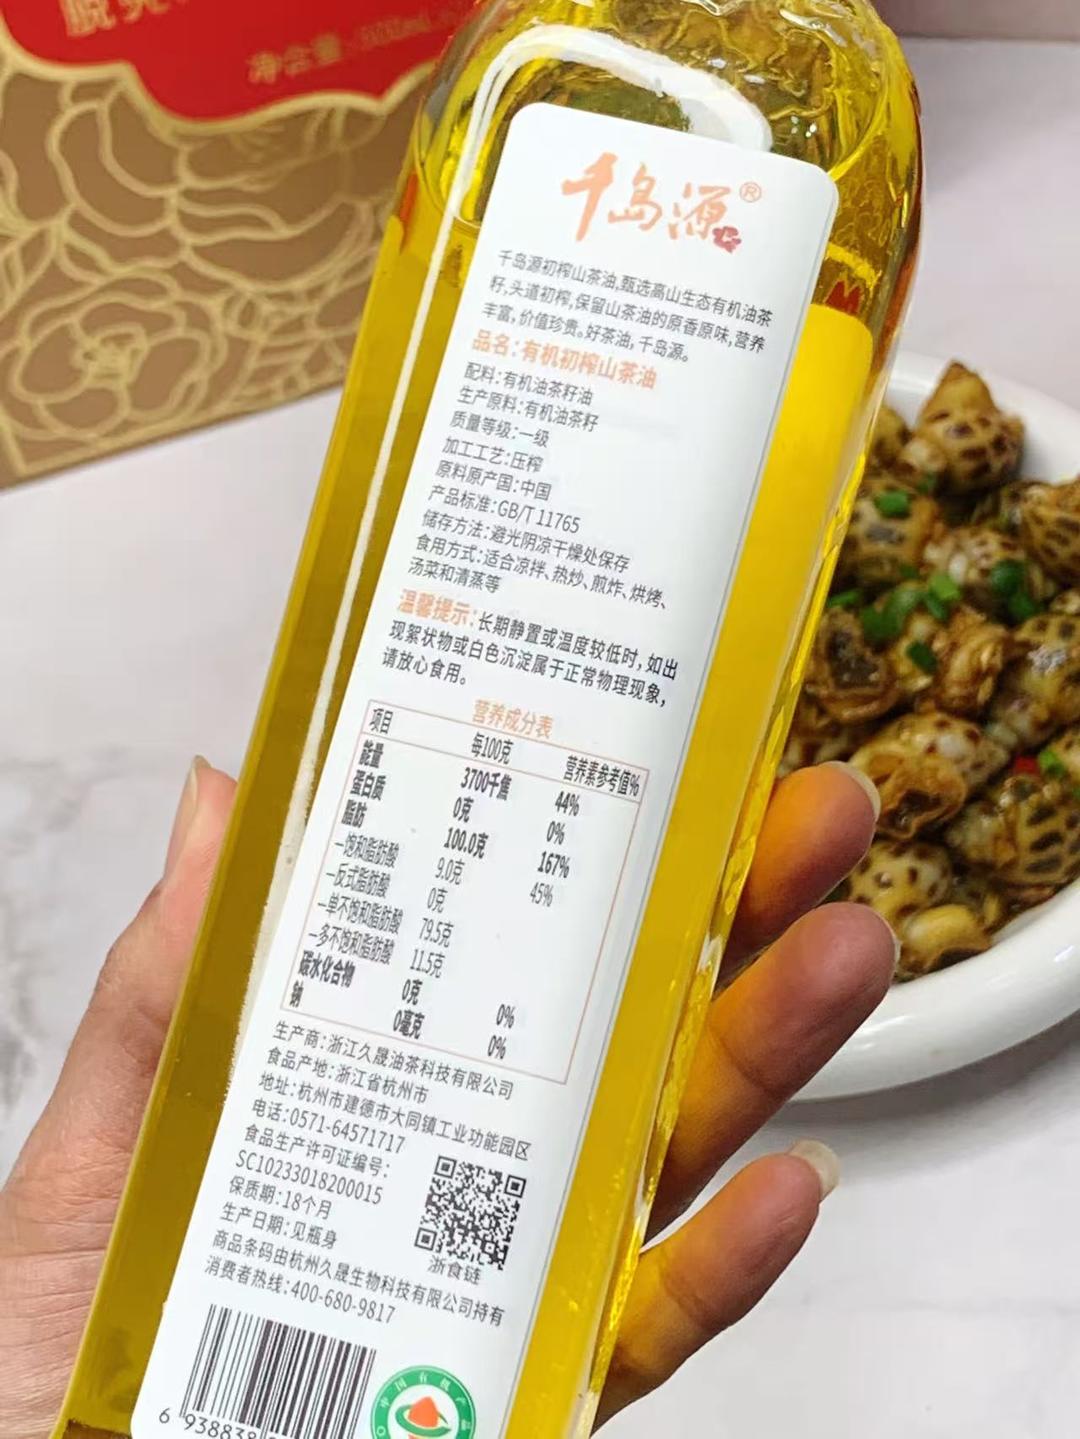 净含量:500mL
千岛源®
千岛源初榨山茶油,甄选高山生态有机油茶
籽,头道初榨,保留山茶油的原香原味,营养
丰富,价值珍贵。好茶油,千岛源。
品名:有机初榨山茶油
配料:有机油茶籽油
生产原料:有机油茶籽
质量等级:一级
加工工艺:压榨
原料原产国:中国
产品标准:GB/T 11765
储存方法:避光阴凉干燥处保存
食用方式:适合凉拌、热炒、煎炸、烘烤、
汤菜和清蒸等
温馨提示:长期静置或温度较低时,如出
现絮状物或白色沉淀属于正常物理现象,
请放心食用。
营养成分表
项目 每100克 营养素参考值%
能量 3700千焦 44%
蛋白质 0克 0%
脂肪 100.0克 167%
—饱和脂肪酸 9.0克 45%
—反式脂肪酸 0克
—单不饱和脂肪酸 79.5克
—多不饱和脂肪酸 11.5克
碳水化合物 0克 0%
钠 0毫克 0%
生产商:浙江久晟油茶科技有限公司
食品产地:浙江省杭州市
地址:杭州市建德市大同镇工业功能园区
电话:0571-64571717
食品生产许可证编号:
SC10233018200015
保质期:18个月
生产日期:见瓶身
浙食链
商品条码由杭州久晟生物科技有限公司持有
消费者热线:400-680-9817
6 938838
中国有机产品